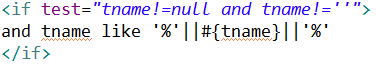 <if test="tname!=null and tname!=''">
and tname like '%'||#{tname}||'%'
</if>